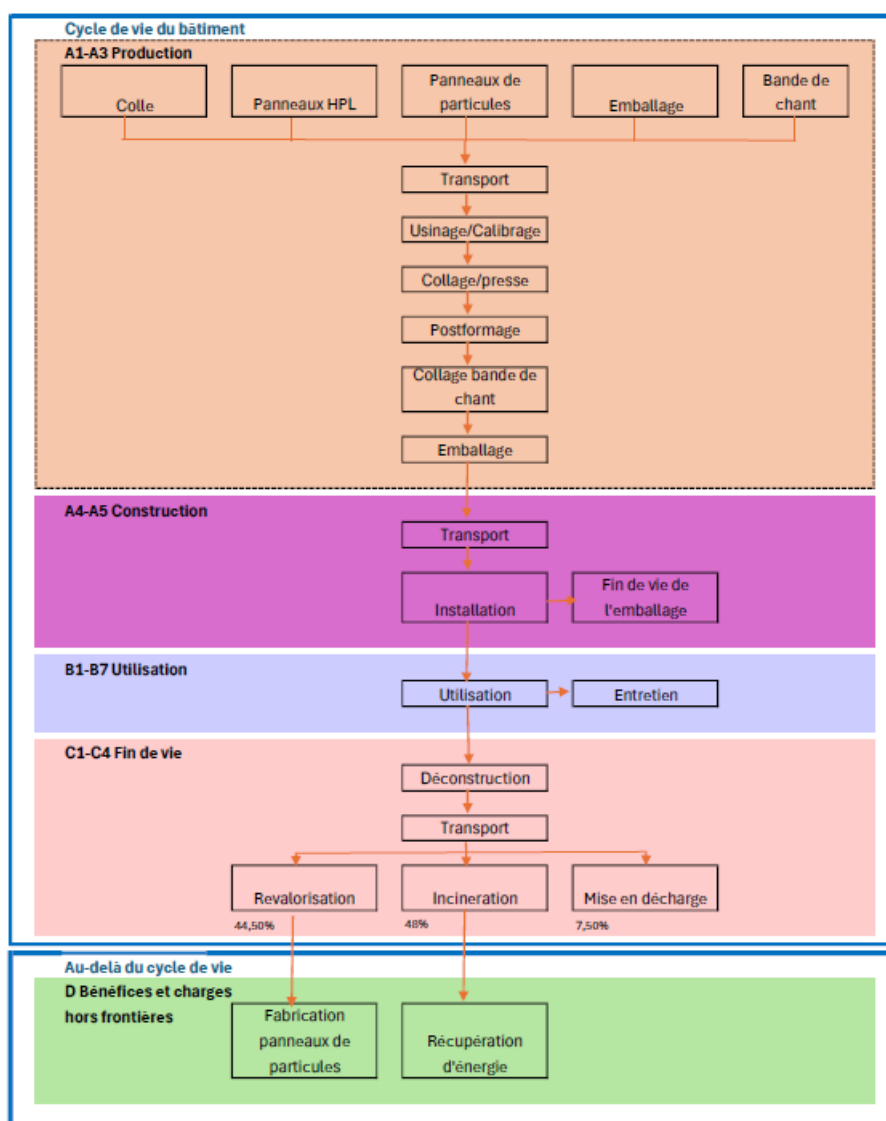 Cycle de vie du bâtiment
A1-A3 Production
Colle
Panneaux HPL
Panneaux de
particules
Emballage
Bande de
chant
Transport
Usinage/Calibrage
Collage/presse
Postformage
Collage bande de
chant
Emballage
A4-A5 Construction
Transport
Installation
Fin de vie de
l'emballage
B1-B7 Utilisation
Utilisation
Entretien
C1-C4 Fin de vie
Déconstruction
Transport
Revalorisation
Incineration
Mise en décharge
44,50%
48%
7,50%
Au-delà du cycle de vie
D Bénéfices et charges
hors frontières
Fabrication
panneaux de
particules
Récupération
d'énergie